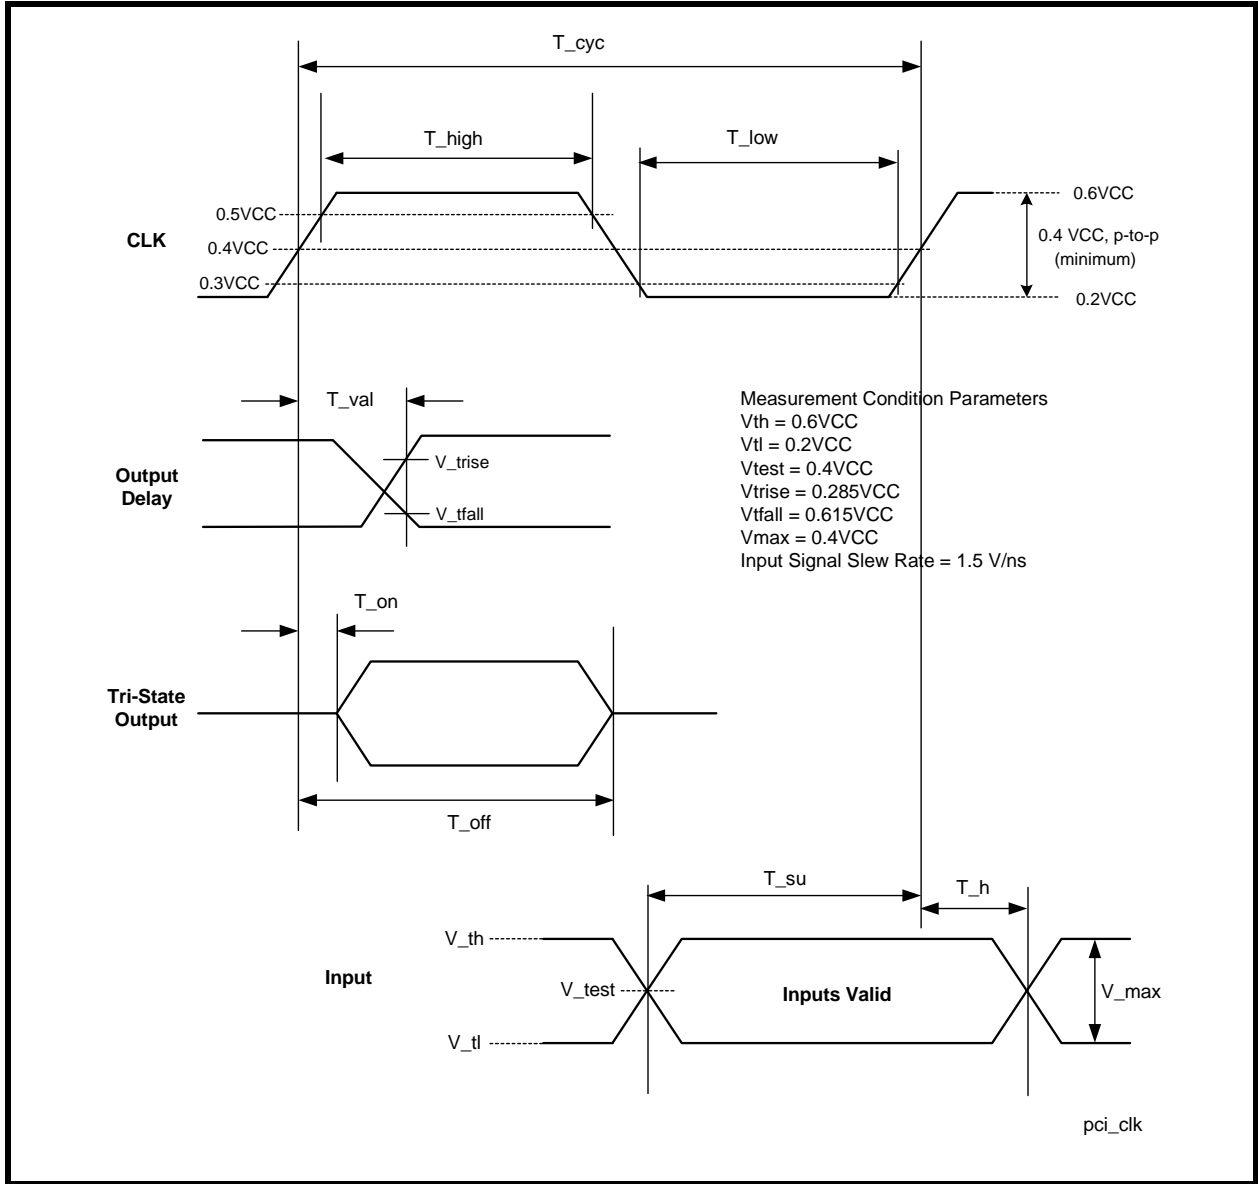 T_cyc
T_high
T_low
0.6VCC
0.5VCC
CLK
0.4VCC
0.4 VCC, p-to-p
(minimum)
0.3VCC
0.2VCC
T_val
Measurement Condition Parameters
Vth = 0.6VCC
Vtl = 0.2VCC
Vtest = 0.4VCC
Vtrise = 0.285VCC
Vtfall = 0.615VCC
Vmax = 0.4VCC
Input Signal Slew Rate = 1.5 V/ns
Output
Delay
V_trise
V_tfall
T_on
Tri-State
Output
T_off
T_su
T_h
V_th
Input
V_test
Inputs Valid
V_max
V_tl
pci_clk